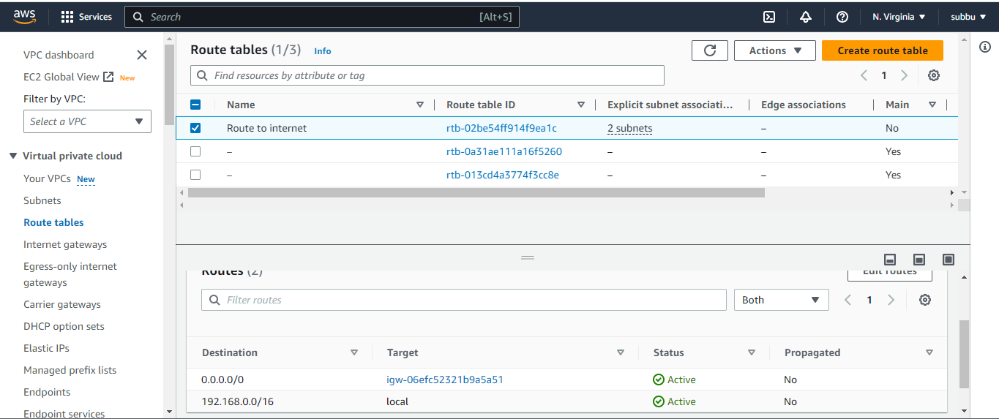 aws Services Search [Alt+S] N. Virginia subbu
VPC dashboard
EC2 Global View New
Filter by VPC:
Select a VPC
Virtual private cloud
Your VPCs New
Subnets
Route tables
Internet gateways
Egress-only internet
gateways
Carrier gateways
DHCP option sets
Elastic IPs
Managed prefix lists
Endpoints
Endpoint services
Route tables (1/3) Info Actions Create route table
Find resources by attribute or tag 1
Name Route table ID Explicit subnet associati... Edge associations Main
Route to internet rtb-02be54ff914f9ea1c 2 subnets – No
– rtb-0a31ae111a16f5260 – – Yes
– rtb-013cd4a3774f3cc8e – – Yes
Routes (2) Edit routes
Filter routes Both 1
Destination Target Status Propagated
0.0.0.0/0 igw-06efc52321b9a5a51 Active No
192.168.0.0/16 local Active No